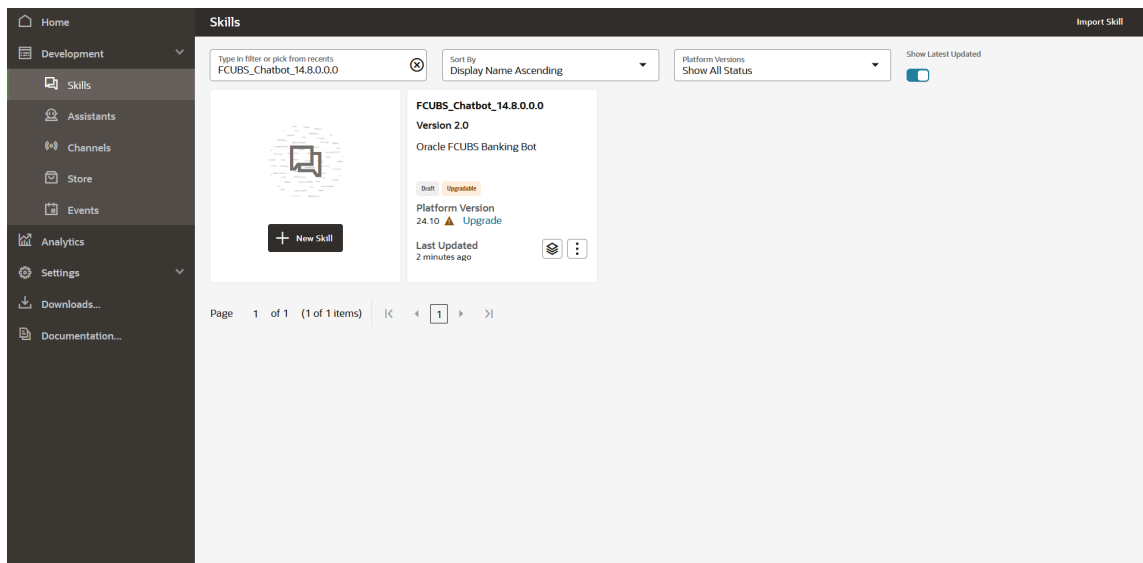 Home
Development
Skills
Assistants
Channels
Store
Events
Analytics
Settings
Downloads...
Documentation...
Skills
Import Skill
Type in filter or pick from recents
FCUBS_Chatbot_14.8.0.0.0
Sort By
Display Name Ascending
Platform Versions
Show All Status
Show Latest Updated
+ New Skill
FCUBS_Chatbot_14.8.0.0.0
Version 2.0
Oracle FCUBS Banking Bot
Draft Upgradable
Platform Version
24.10 Upgrade
Last Updated
2 minutes ago
Page 1 of 1 (1 of 1 items) 1